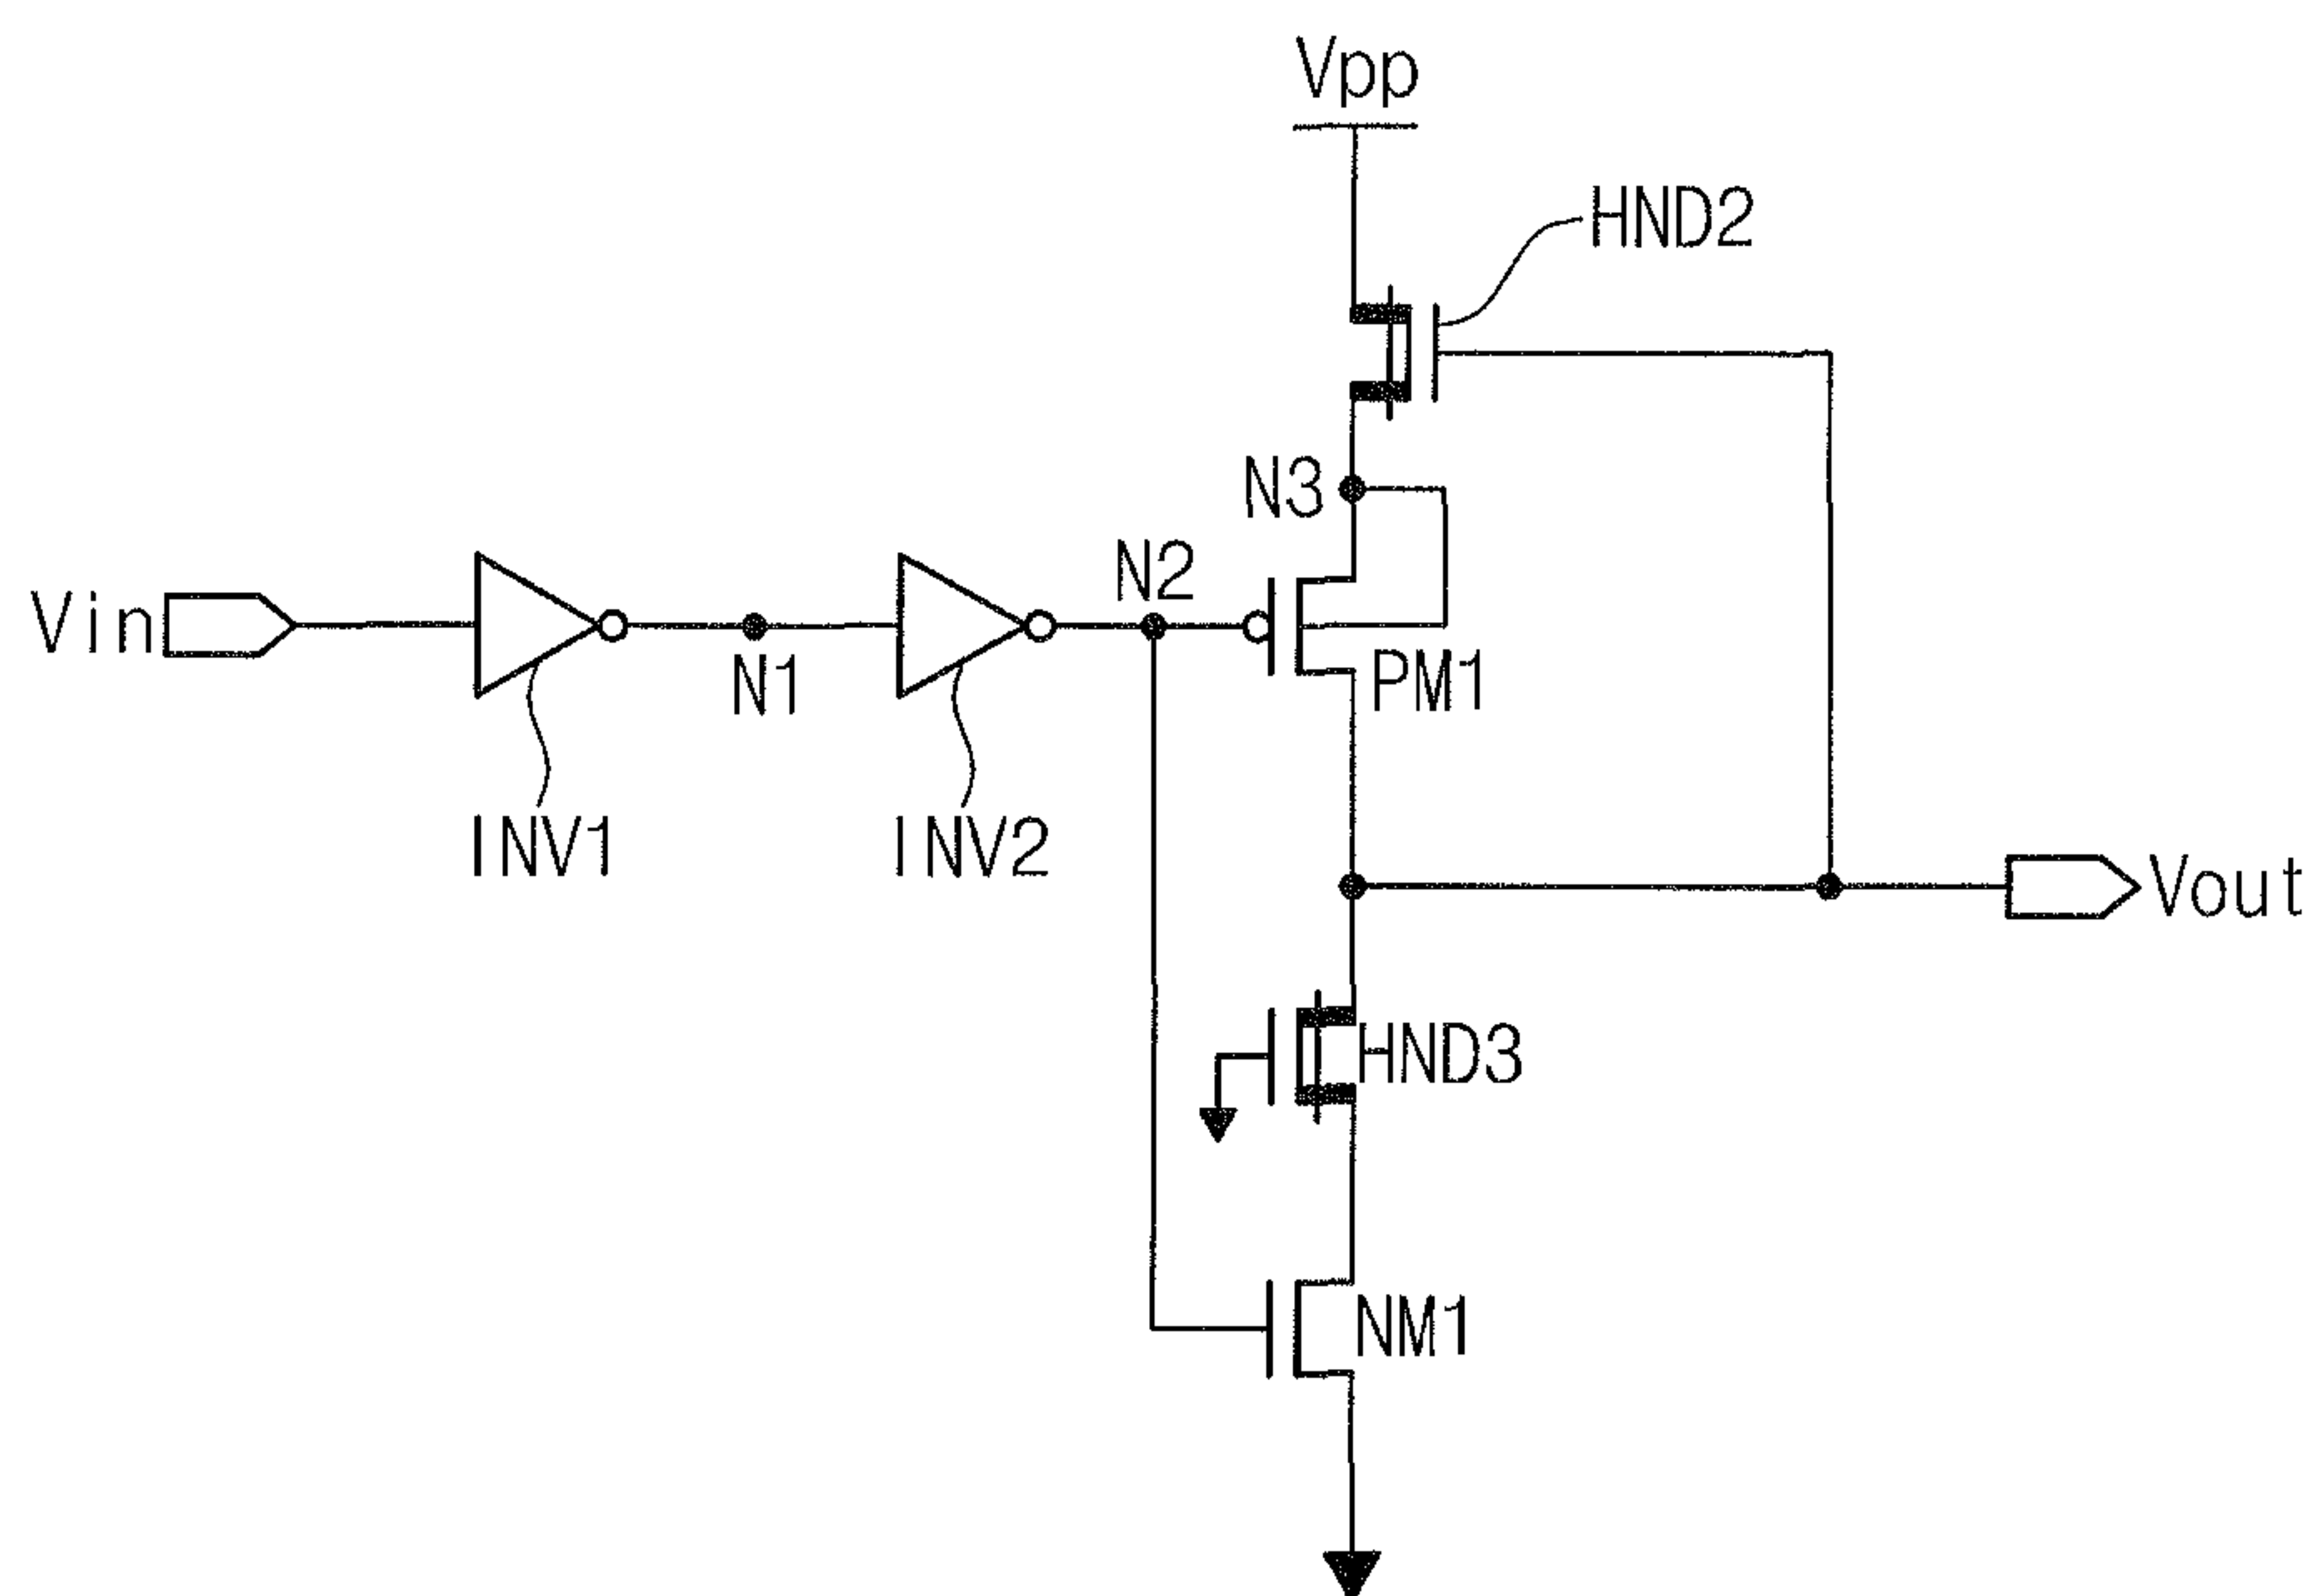 Vpp
HND2
N3
N2
Vin
N1
PM1
INV1
INV2
Vout
HND3
NM1